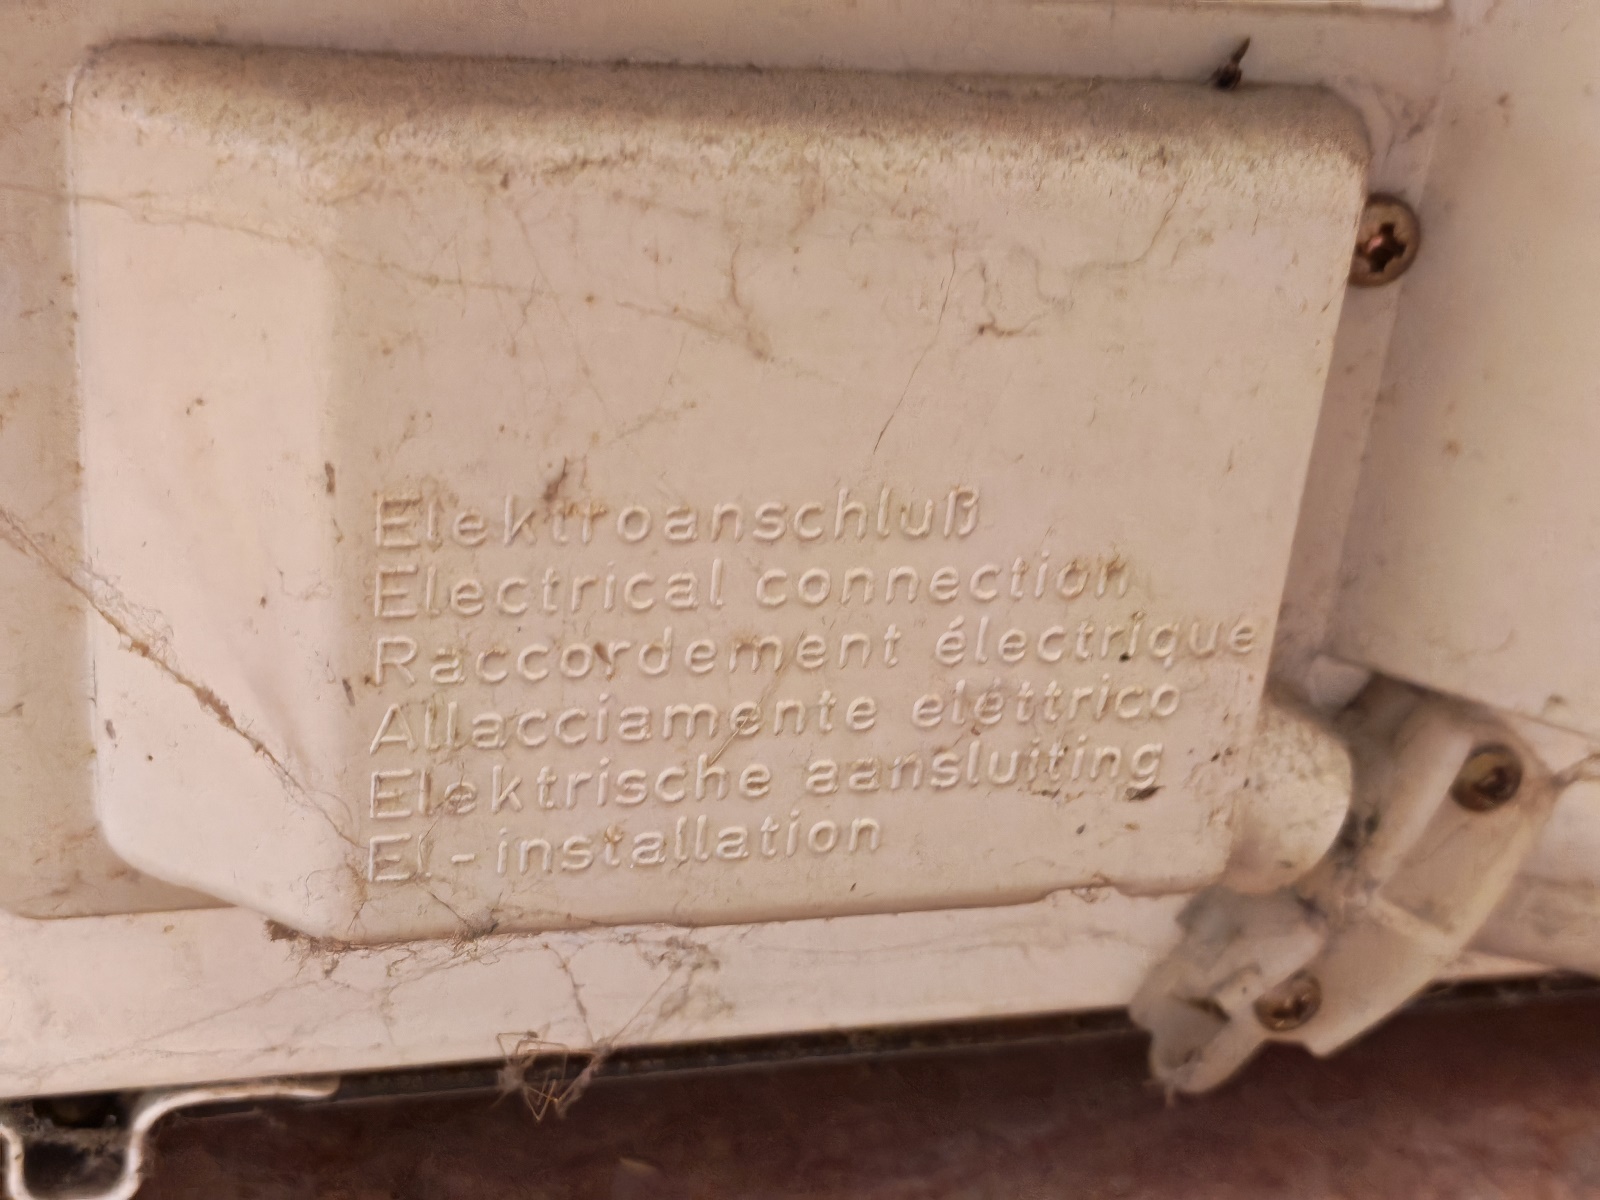 Elektroanschluß
Electrical connection
Raccordement électrique
Allacciamente elettrico
Elektrische aansluiting
El-installation